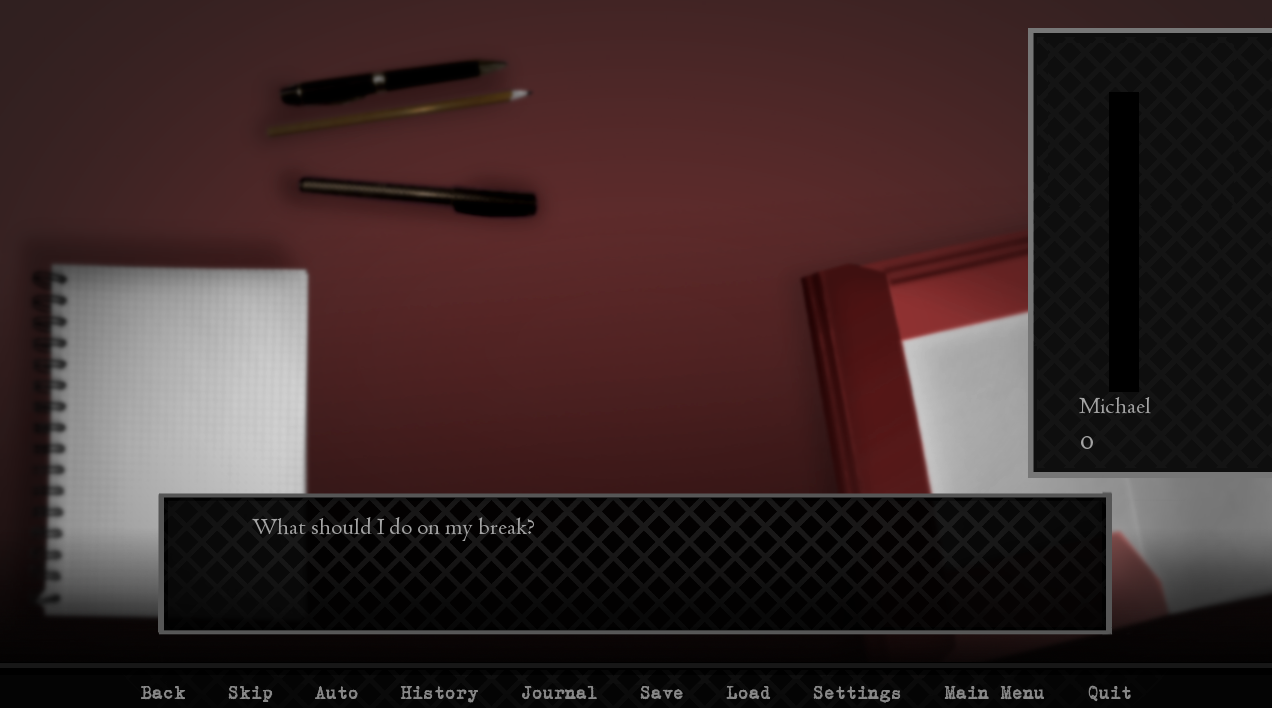 Michael
0
What should I do on my break?
Back Skip Auto History Journal Save Load Settings Main Menu Quit